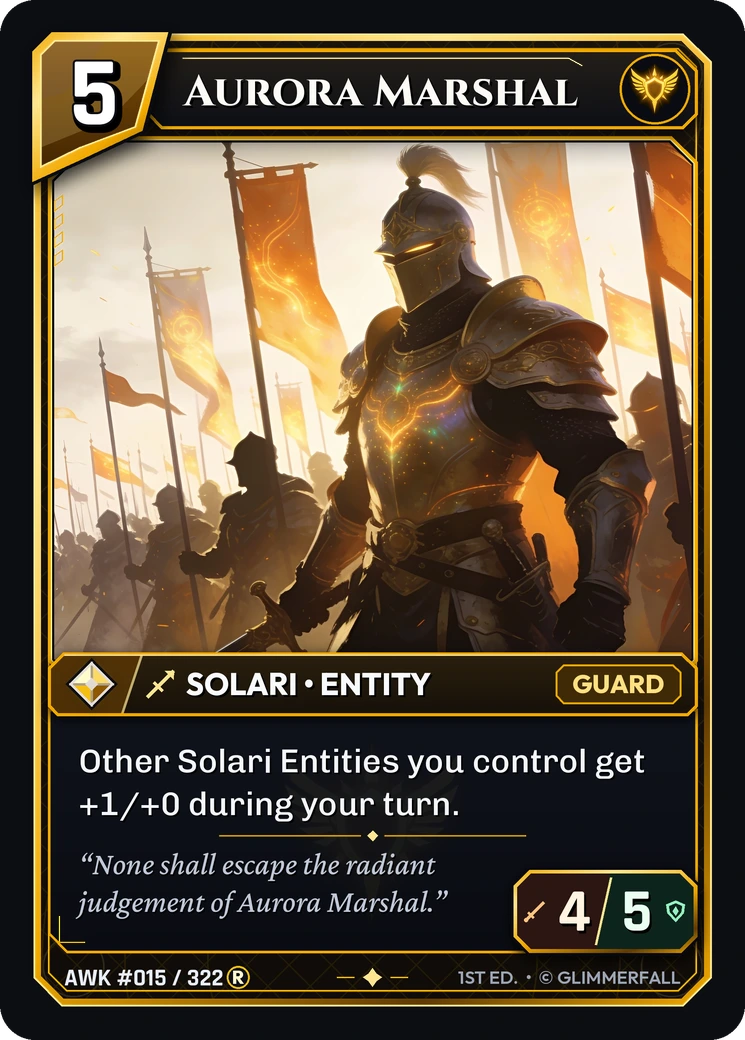 5
AURORA MARSHAL
SOLARI • ENTITY
GUARD
Other Solari Entities you control get
+1/+0 during your turn.
“None shall escape the radiant
judgement of Aurora Marshal.”
4/5
AWK #015 / 322 R
1ST ED. • © GLIMMERFALL